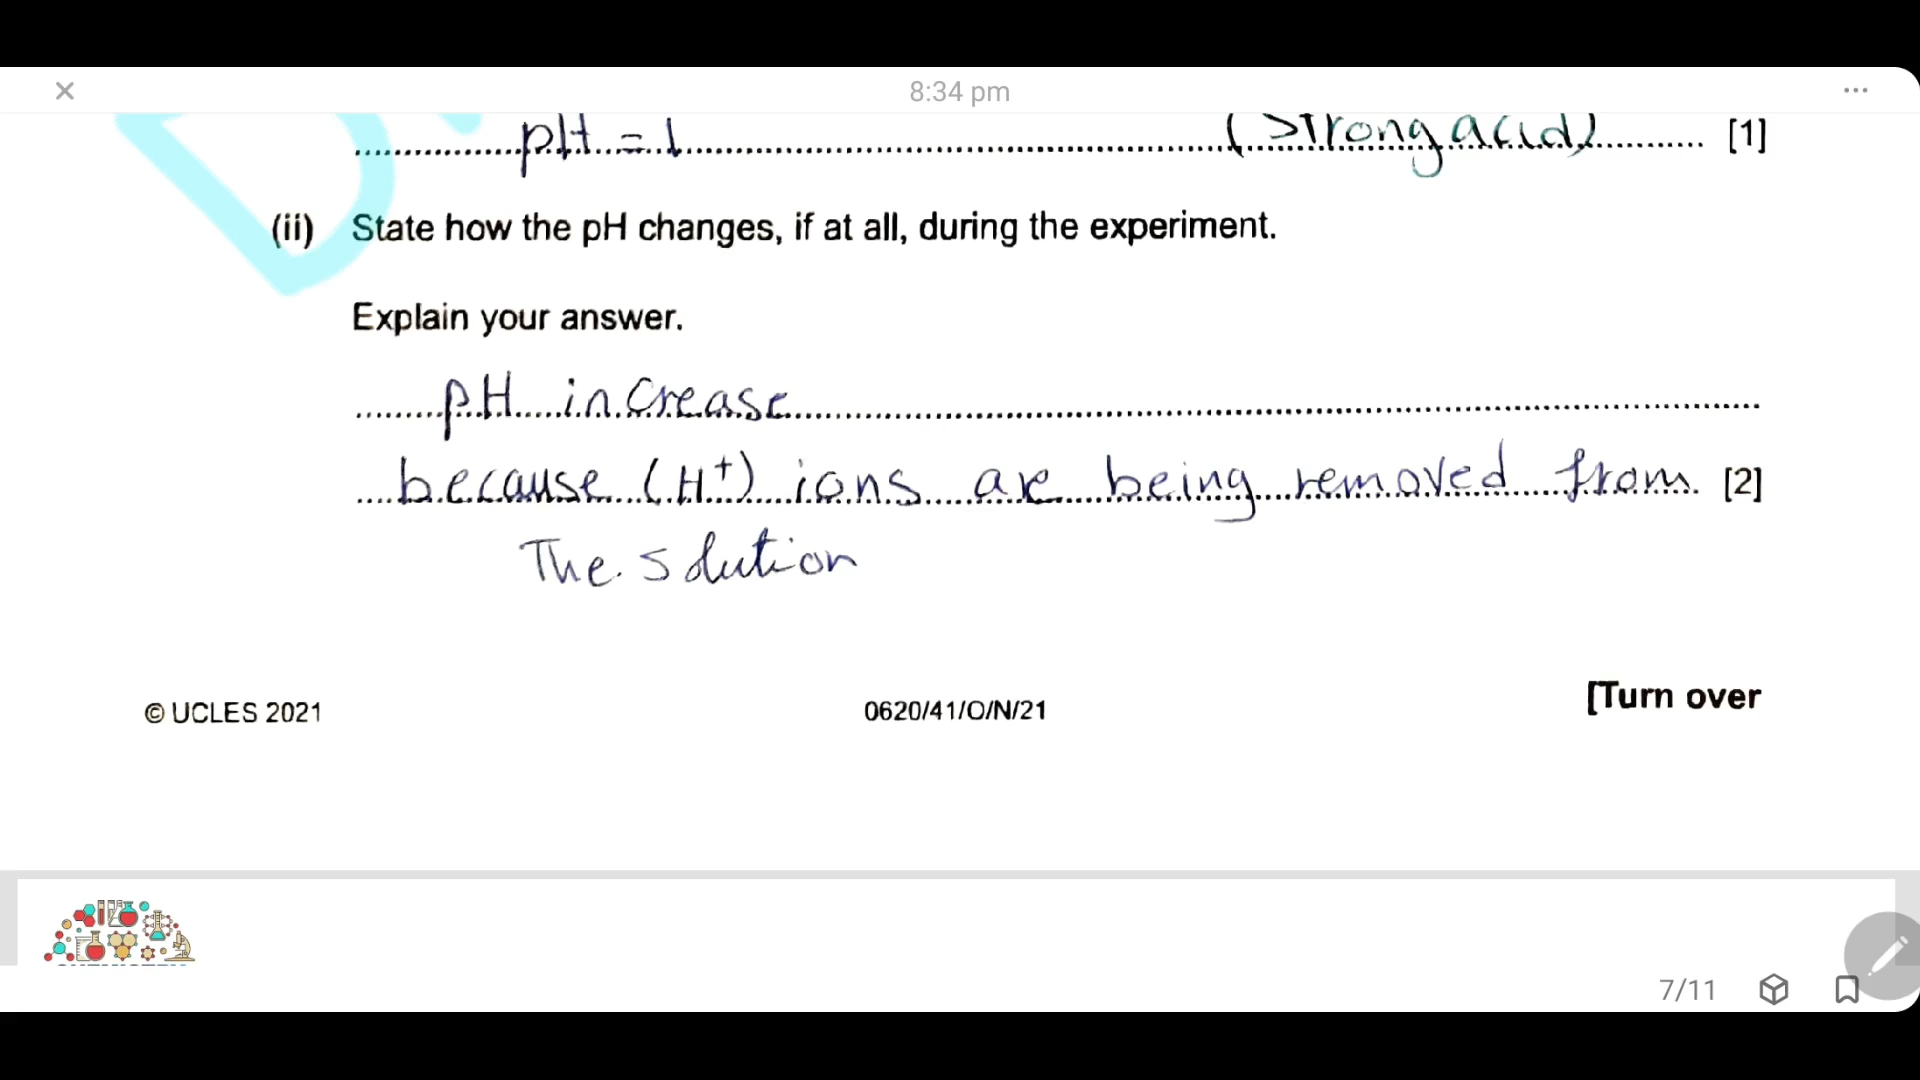 8:34 pm
pH = 1 (Strong acid) [1]
(ii) State how the pH changes, if at all, during the experiment.
Explain your answer.
pH increase
because (H⁺) ions are being removed from [2]
The solution
© UCLES 2021 0620/41/O/N/21 [Turn over
7/11